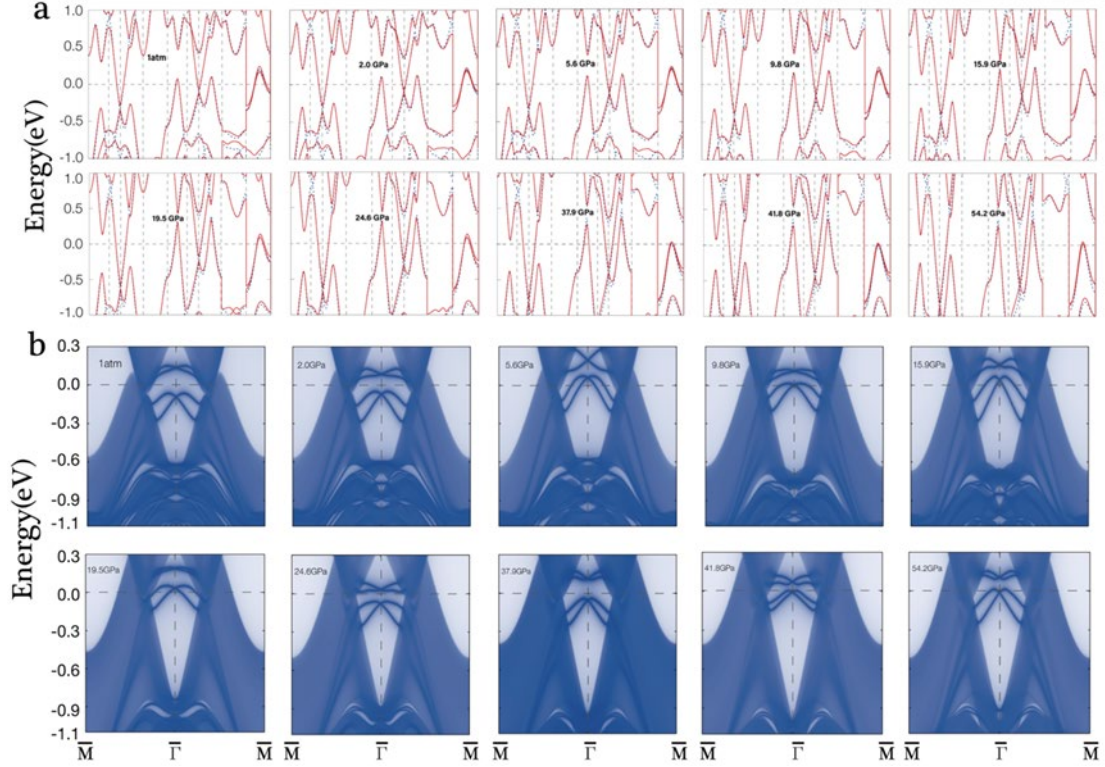 a
Energy(eV)
1.0
0.5
0.0
-0.5
-1.0
1atm
2.0 GPa
5.6 GPa
9.8 GPa
15.9 GPa
1.0
0.5
0.0
-0.5
-1.0
19.5 GPa
24.6 GPa
37.9 GPa
41.8 GPa
54.2 GPa
b
Energy(eV)
0.3
0.0
-0.3
-0.6
-0.9
-1.1
1atm
2.0GPa
5.6GPa
9.8GPa
15.9GPa
0.3
0.0
-0.3
-0.6
-0.9
-1.1
19.5GPa
24.6GPa
37.9GPa
41.8GPa
54.2GPa
M̅ Γ̅ M̅ M̅ Γ̅ M̅ M̅ Γ̅ M̅ M̅ Γ̅ M̅ M̅ Γ̅ M̅